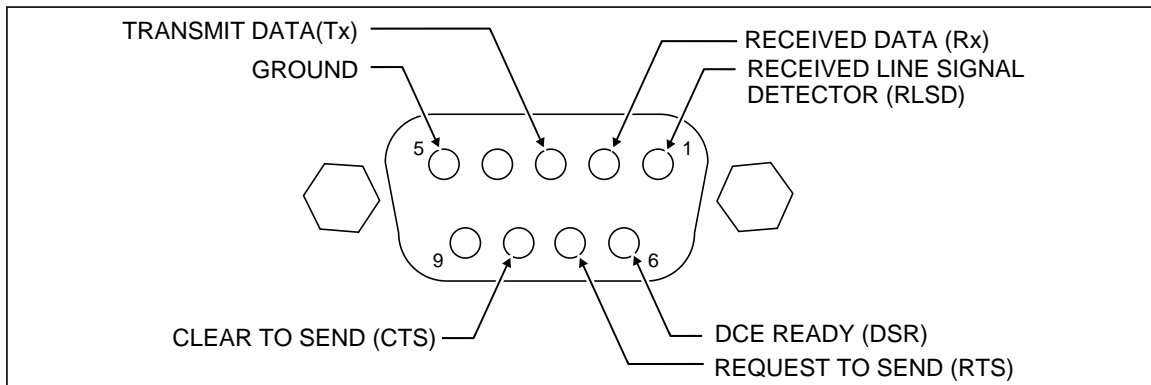 TRANSMIT DATA(Tx)
RECEIVED DATA (Rx)
GROUND
RECEIVED LINE SIGNAL
DETECTOR (RLSD)
5
1
9
6
CLEAR TO SEND (CTS)
DCE READY (DSR)
REQUEST TO SEND (RTS)